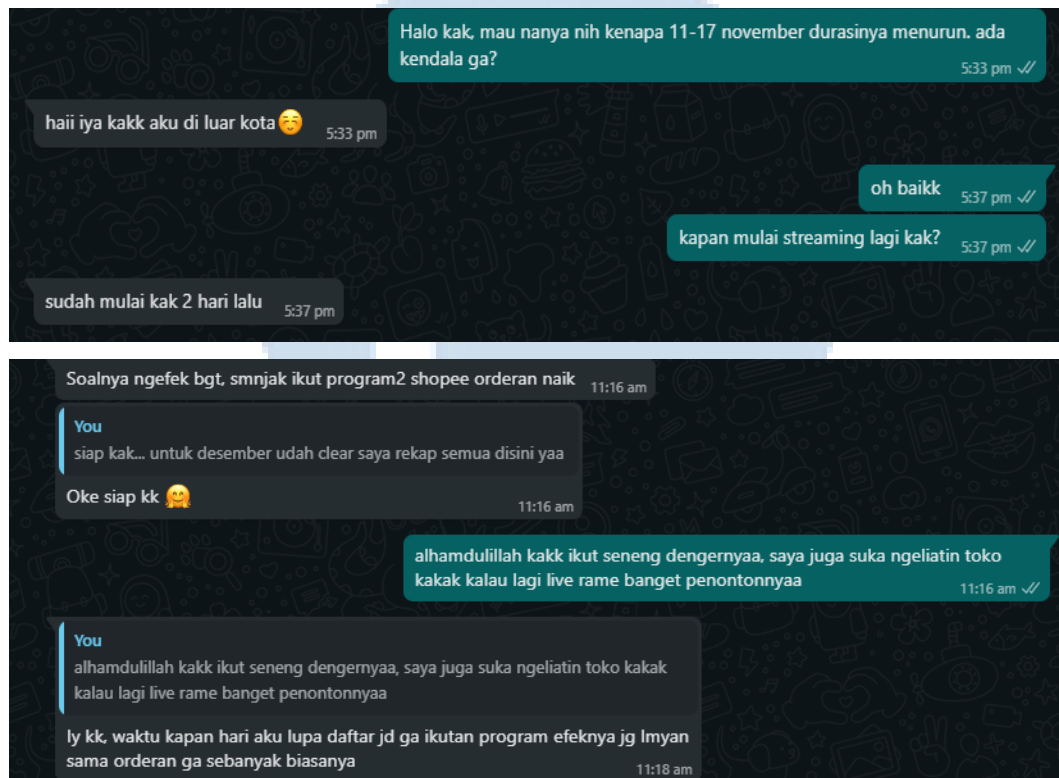 Halo kak, mau nanya nih kenapa 11-17 november durasinya menurun. ada
kendala ga?
5:33 pm
haii iya kakk aku di luar kota☺️
5:33 pm
oh baikk
5:37 pm
kapan mulai streaming lagi kak?
5:37 pm
sudah mulai kak 2 hari lalu
5:37 pm
Soalnya ngefek bgt, smnjak ikut program2 shopee orderan naik
11:16 am
You
siap kak... untuk desember udah clear saya rekap semua disini yaa
Oke siap kk 🤗
11:16 am
alhamdulillah kakk ikut seneng dengernyaa, saya juga suka ngeliatin toko
kakak kalau lagi live rame banget penontonnyaa
11:16 am
You
alhamdulillah kakk ikut seneng dengernyaa, saya juga suka ngeliatin toko kakak
kalau lagi live rame banget penontonnyaa
Iy kk, waktu kapan hari aku lupa daftar jd ga ikutan program efeknya jg lmyan
sama orderan ga sebanyak biasanya
11:18 am